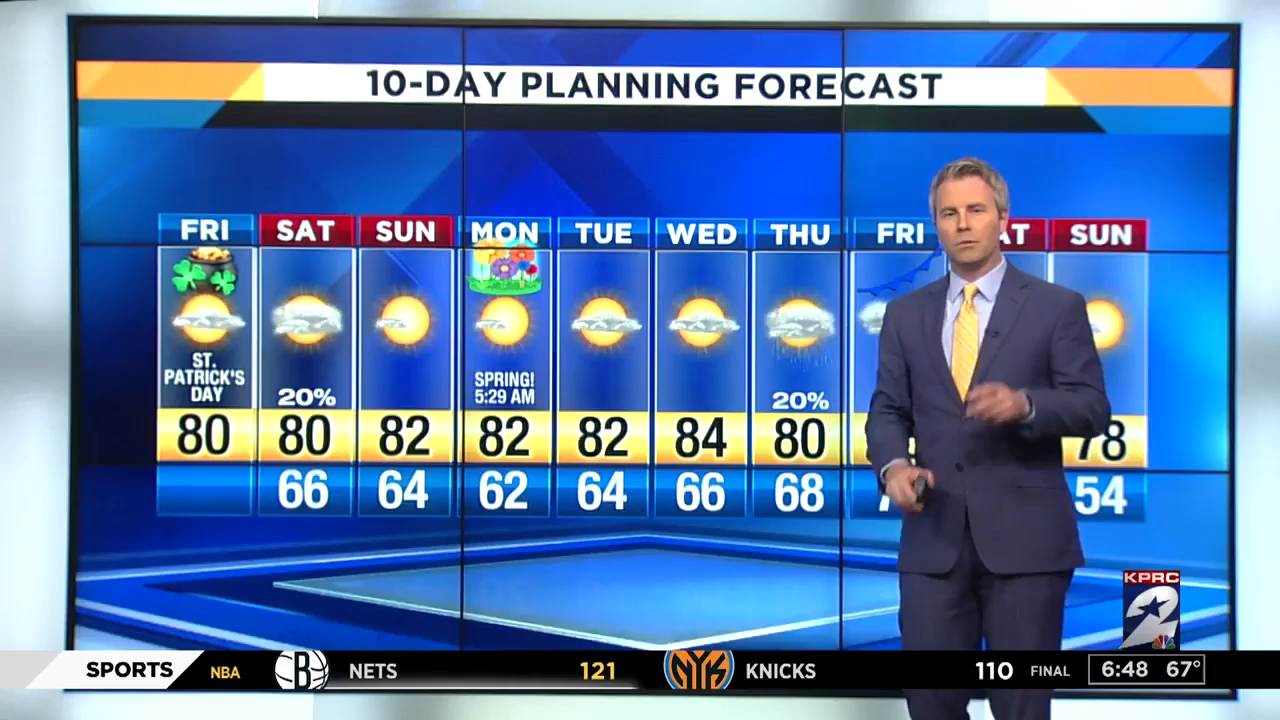 10-DAY PLANNING FORECAST
FRI SAT SUN MON TUE WED THU FRI SUN
ST. PATRICK'S DAY
SPRING! 5:29 AM
20% 20%
80 80 82 82 82 84 80 78
66 64 62 64 66 68 54
KPRC
2
SPORTS NBA B NETS 121 NYK KNICKS 110 FINAL 6:48 67°